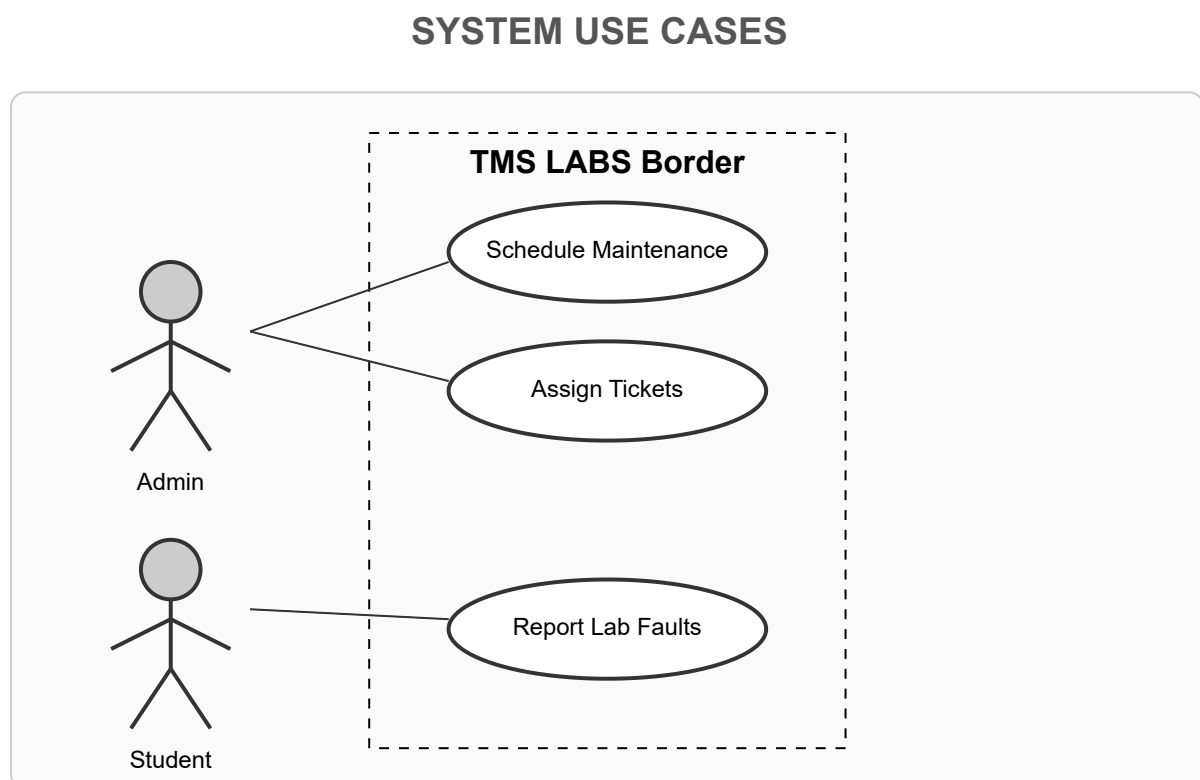 SYSTEM USE CASES
TMS LABS Border
Schedule Maintenance
Assign Tickets
Admin
Report Lab Faults
Student